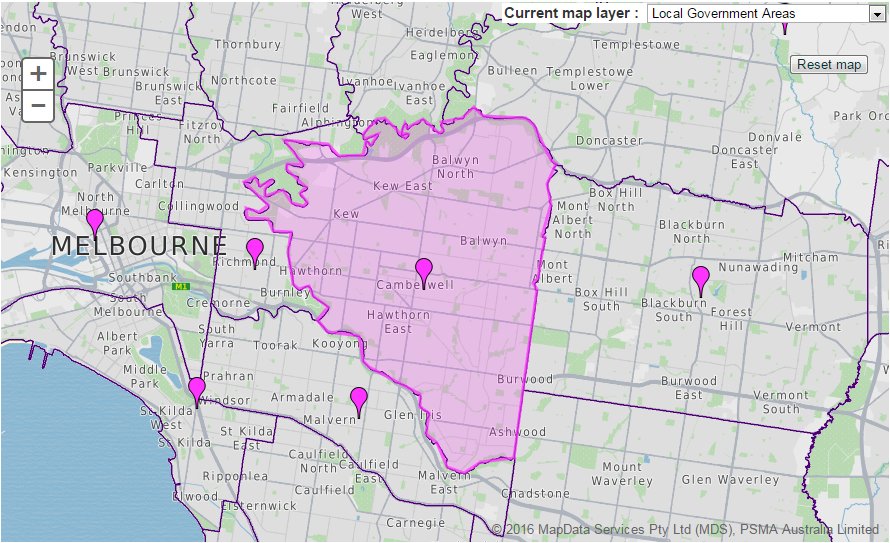 Current map layer :
Local Government Areas
Reset map
+
−
Heidelberg
West
Heidelberg
Eaglemont
Thornbury
Brunswick
West
Brunswick
Brunswick
East
Northcote
Ivanhoe
Ivanhoe
East
Bulleen
Templestowe
Templestowe
Lower
Fairfield
Alphington
Princes
Hill
Fitzroy
North
Park Orc
Donvale
Doncaster
Doncaster
East
Balwyn
North
Kew East
Kensington
Parkville
Carlton
Collingwood
North
Melbourne
Kew
Box Hill
North
Mont
Albert
North
Blackburn
North
Balwyn
MELBOURNE
Richmond
Hawthorn
Mitcham
Nunawading
Mont
Albert
Southbank
M1
South
Melbourne
Cremorne
Burnley
Camberwell
Hawthorn
East
Box Hill
South
Blackburn
South
Forest
Hill
Vermont
Albert
Park
South
Yarra
Toorak
Kooyong
Middle
Park
Prahran
Windsor
Armadale
Malvern
Glen Iris
Burwood
Burwood
East
Vermont
South
St Kilda
West
St Kilda
St Kilda
East
Ashwood
Caulfield
North
Caulfield
East
Caulfield
Malvern
East
Ripponlea
Elwood
Elsternwick
Carnegie
Chadstone
Mount
Waverley
Glen Waverley
© 2016 MapData Services Pty Ltd (MDS), PSMA Australia Limited